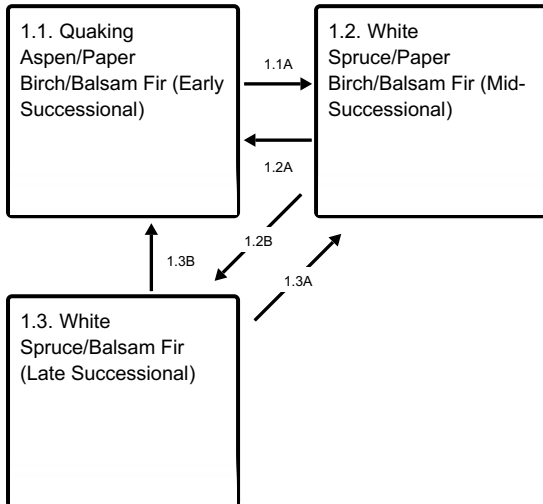 1.1. Quaking
Aspen/Paper
Birch/Balsam Fir (Early
Successional)
1.1A
1.2. White
Spruce/Paper
Birch/Balsam Fir (Mid-
Successional)
1.2A
1.2B
1.3B
1.3A
1.3. White
Spruce/Balsam Fir
(Late Successional)